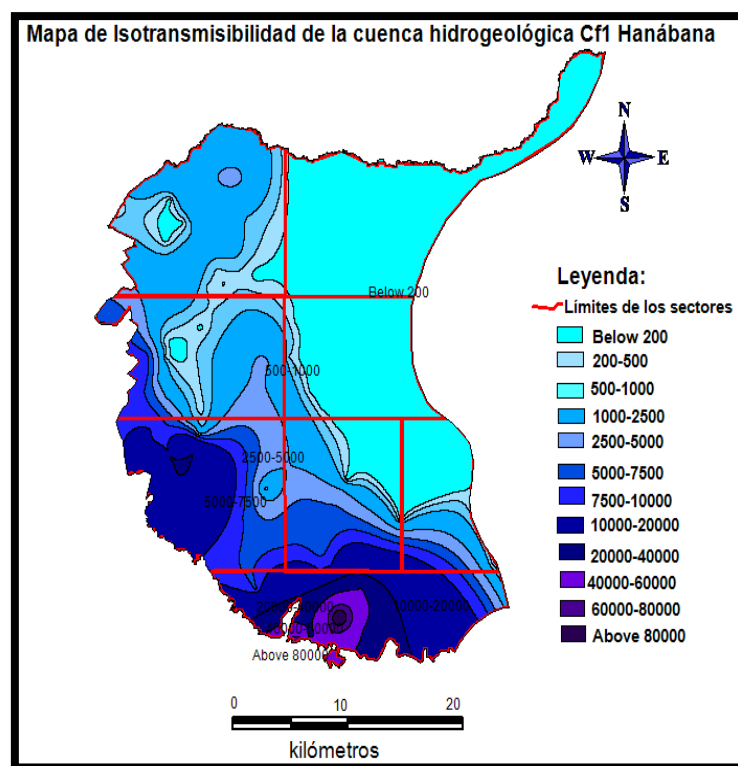 Mapa de Isotransmisibilidad de la cuenca hidrogeológica Cf1 Hanábana
N
W E
S
Below 200
500-1000
2500-5000
5000-7500
10000-20000
Above 80000
Leyenda:
Límites de los sectores
Below 200
200-500
500-1000
1000-2500
2500-5000
5000-7500
7500-10000
10000-20000
20000-40000
40000-60000
60000-80000
Above 80000
0 10 20
kilómetros